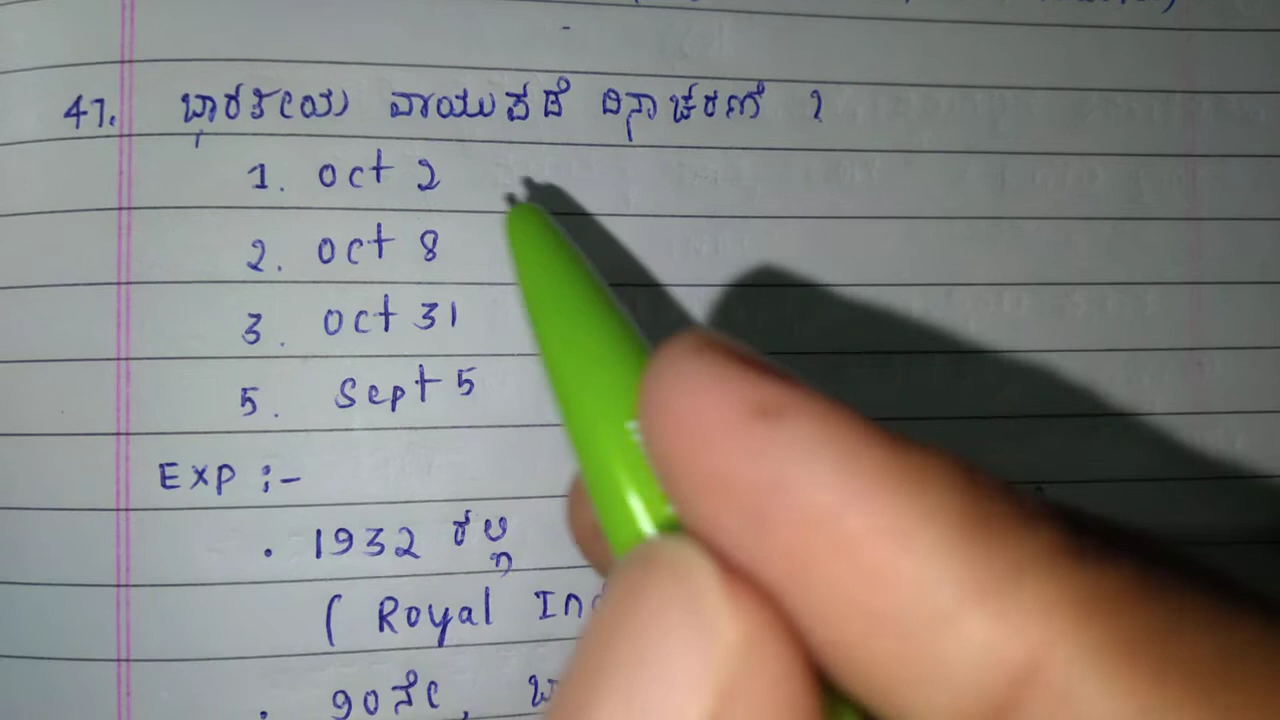 47. ಭಾರತೀಯ ವಾಯುಪಡೆ ದಿನಾಚರಣೆ ?
1. Oct 2
2. Oct 8
3. Oct 31
5. Sept 5
Exp :-
. 1932 ರಲ್ಲಿ
( Royal In
. 90ನೇ,